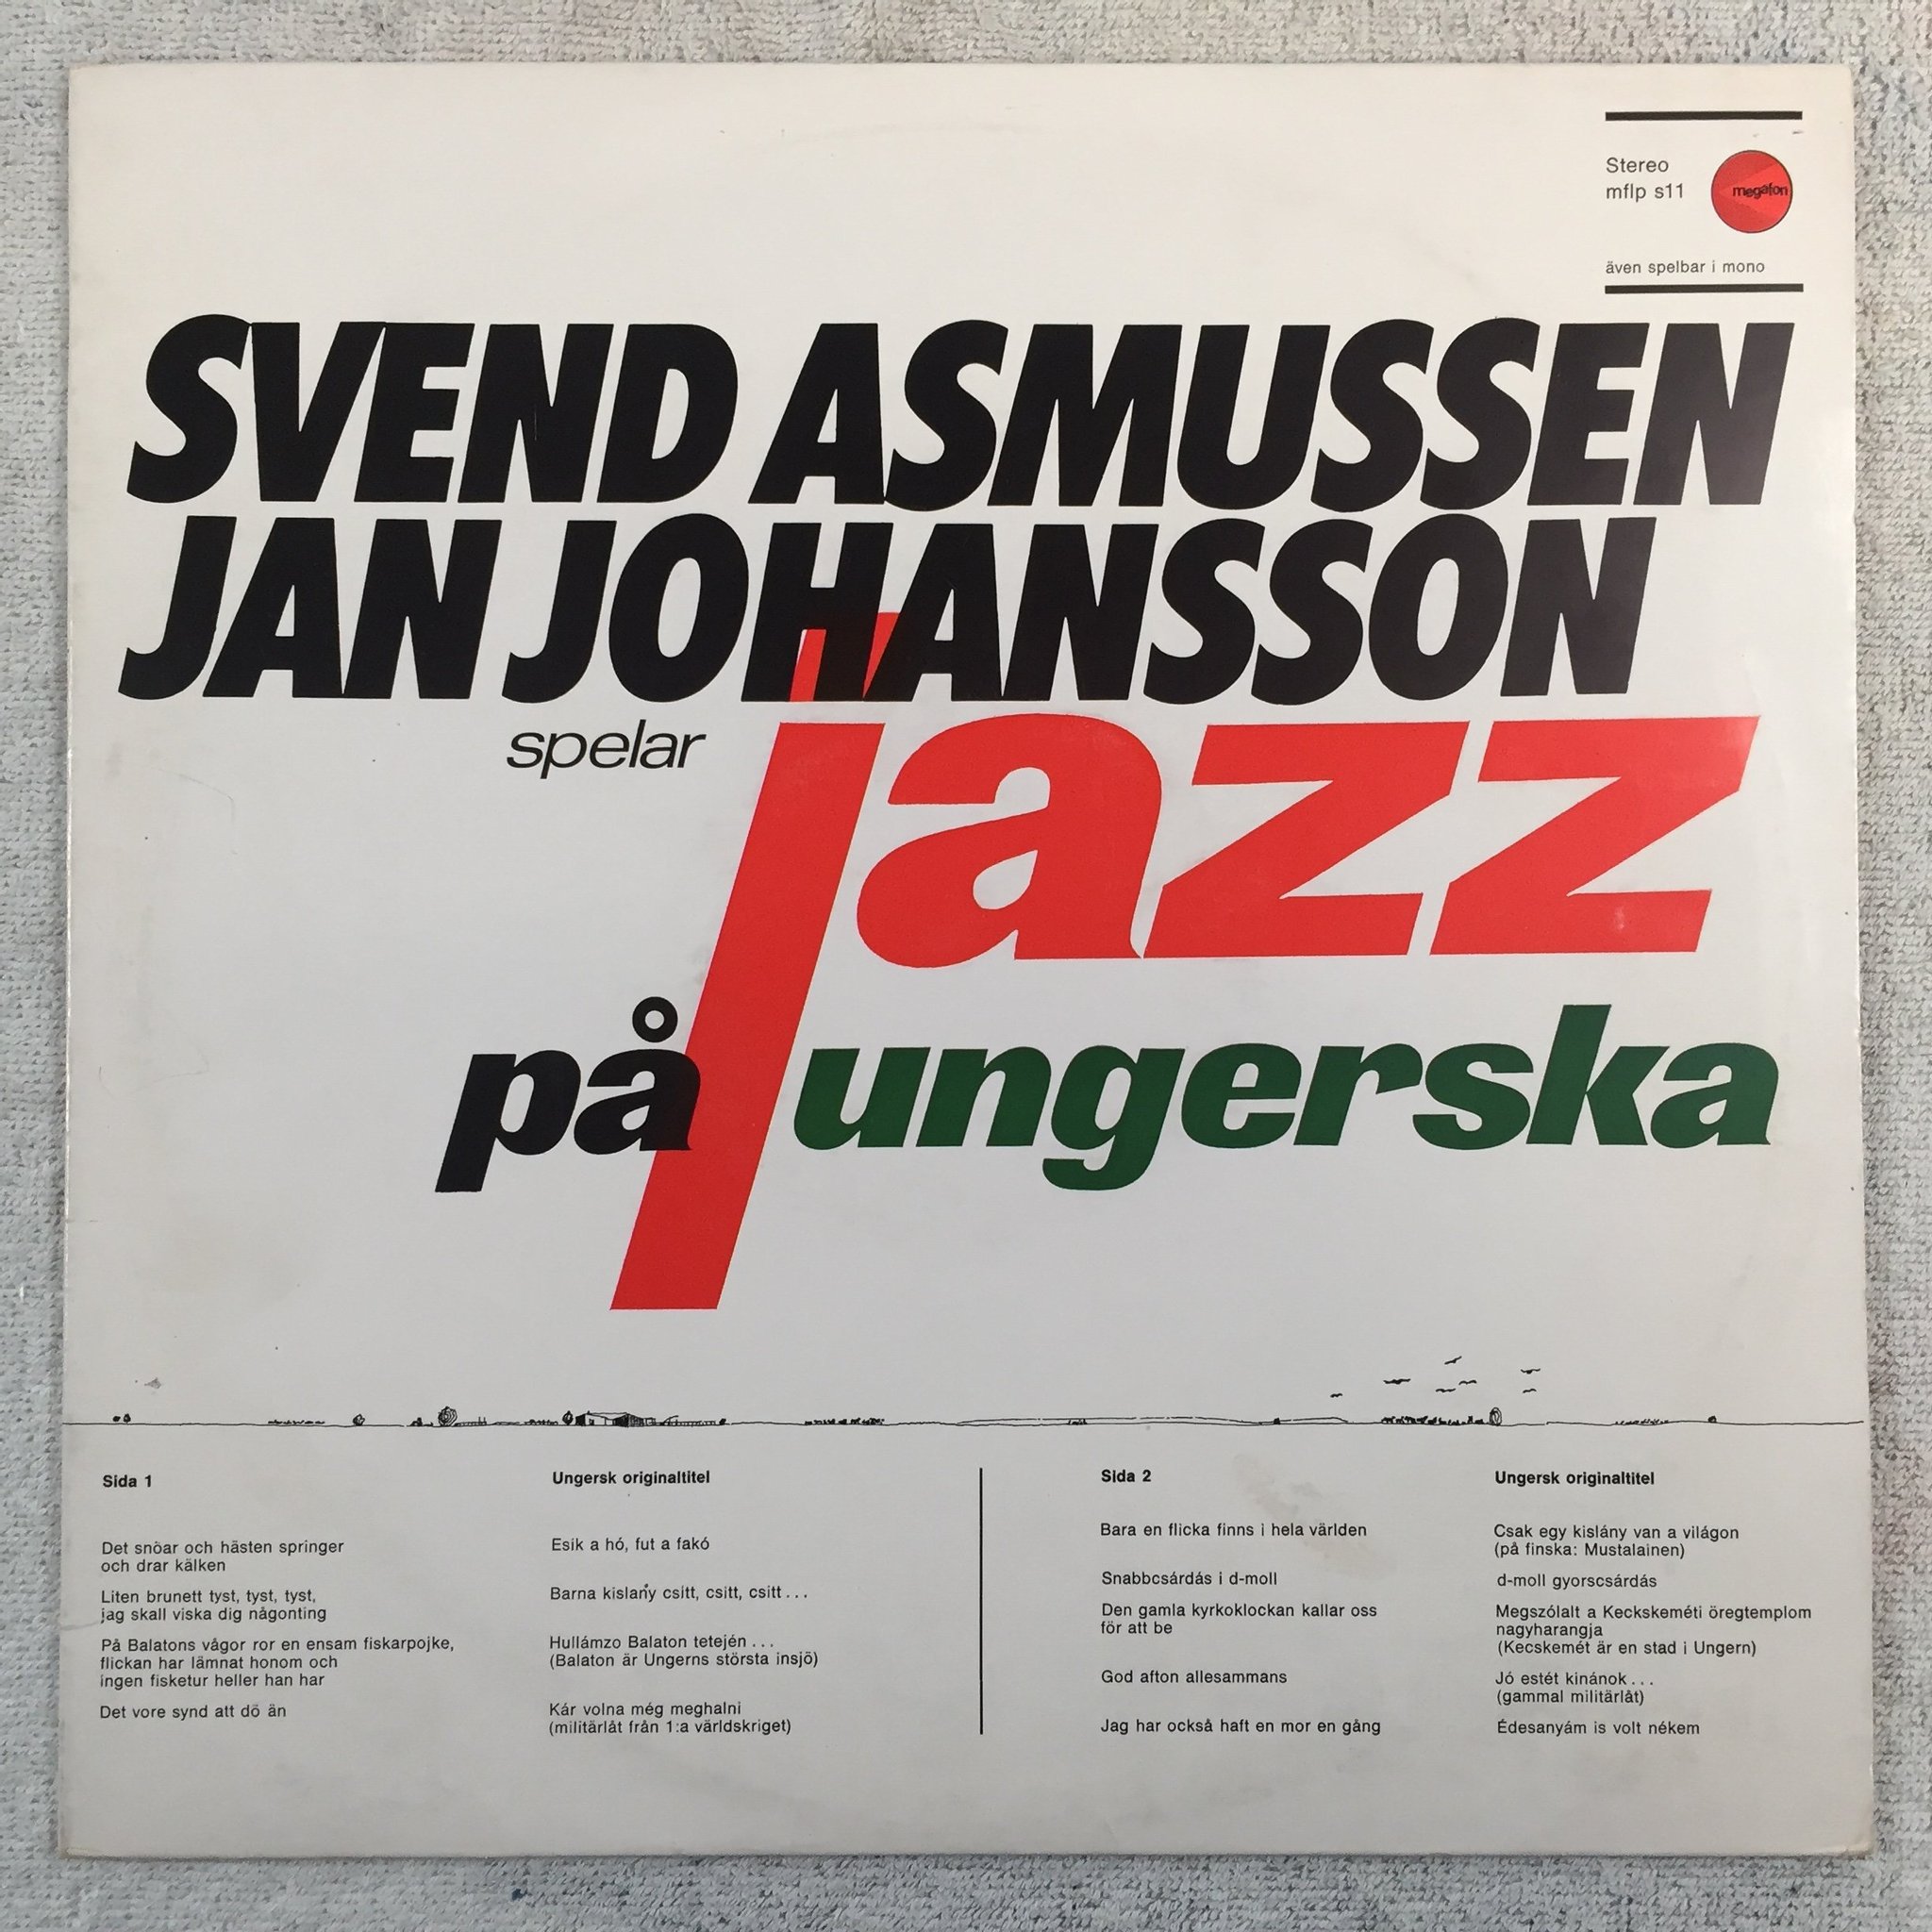 Stereo
mflp s11
megafon
även spelbar i mono
SVEND ASMUSSEN
JAN JOHANSSON
spelar
jazz
på ungerska
Sida 1
Det snöar och hästen springer
och drar kälken
Liten brunett tyst, tyst, tyst,
jag skall viska dig någonting
På Balatons vågor ror en ensam fiskarpojke,
flickan har lämnat honom och
ingen fisketur heller han har
Det vore synd att dö än
Ungersk originaltitel
Esik a hó, fut a fakó
Barna kislańy csitt, csitt, csitt...
Hullámzo Balaton tetején...
(Balaton är Ungerns största insjö)
Kár volna még meghalni
(militärlåt från 1:a världskriget)
Sida 2
Bara en flicka finns i hela världen
Snabbcsárdás i d-moll
Den gamla kyrkoklockan kallar oss
för att be
God afton allesammans
Jag har också haft en mor en gång
Ungersk originaltitel
Csak egy kislány van a világon
(på finska: Mustalainen)
d-moll gyorscsárdás
Megszólalt a Keckskeméti öregtemplom
nagyharangja
(Kecskemét är en stad i Ungern)
Jó estét kinánok...
(gammal militärlåt)
Édesanyám is volt nékem